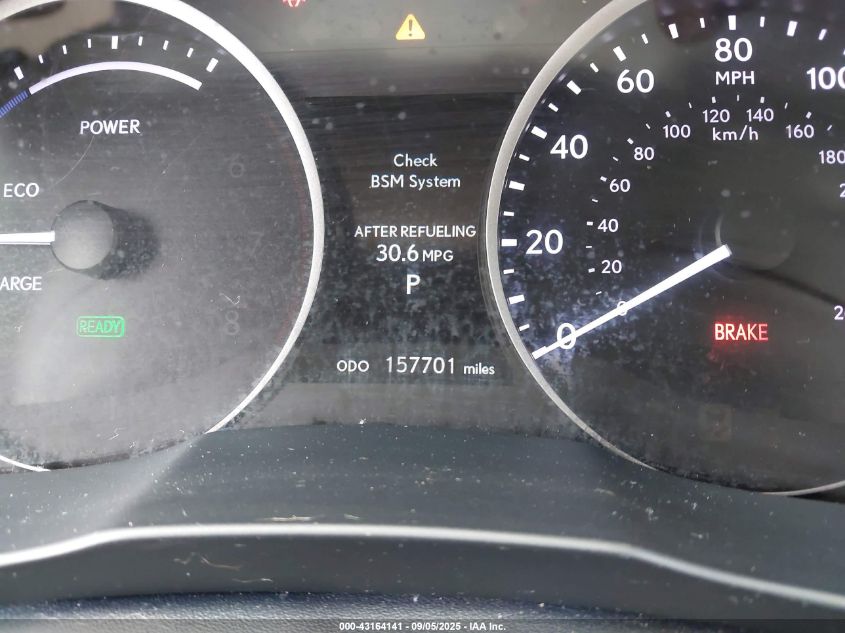 POWER
ECO
ARGE
READY
6
8
Check
BSM System
AFTER REFUELING
30.6 MPG
P
ODO 157701 miles
0
20
40
60
80
100
MPH
0
20
40
60
80
100
120
140
160
180
km/h
BRAKE
000-43164141 - 09/05/2025 - IAA Inc.